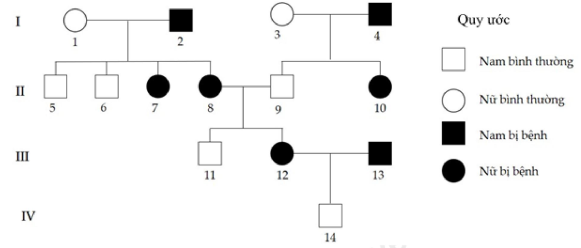 I
1
2
3
4
Quy ước
Nam bình thường
II
5
6
7
8
9
10
Nữ bình thường
Nam bị bệnh
III
11
12
13
Nữ bị bệnh
IV
14